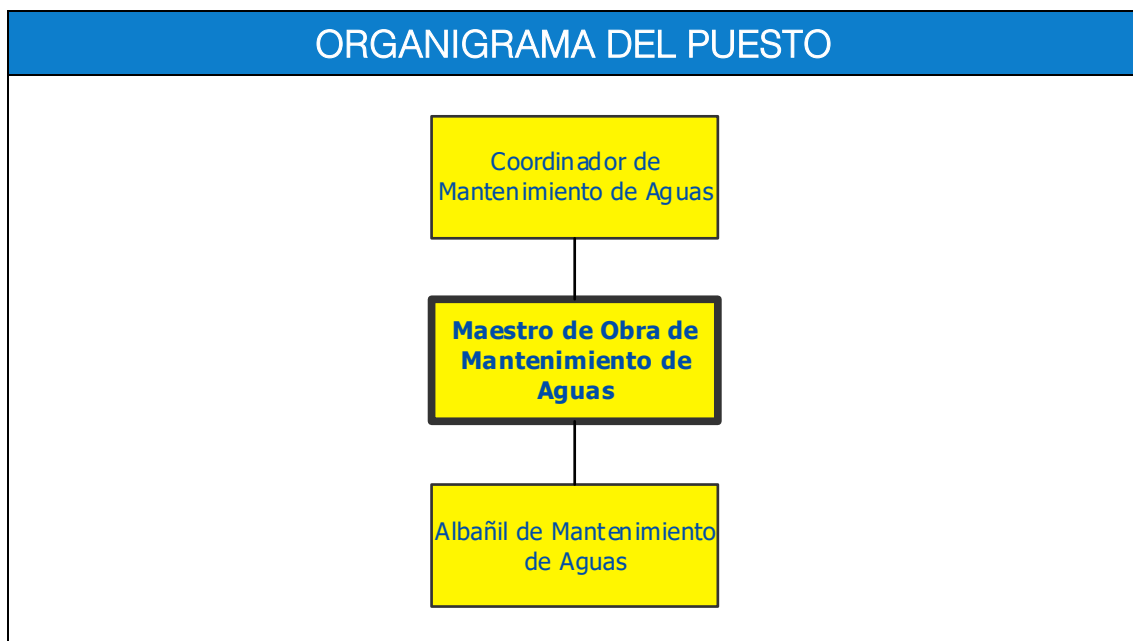 ORGANIGRAMA DEL PUESTO
Coordinador de
Mantenimiento de Aguas
Maestro de Obra de
Mantenimiento de
Aguas
Albañil de Mantenimiento
de Aguas